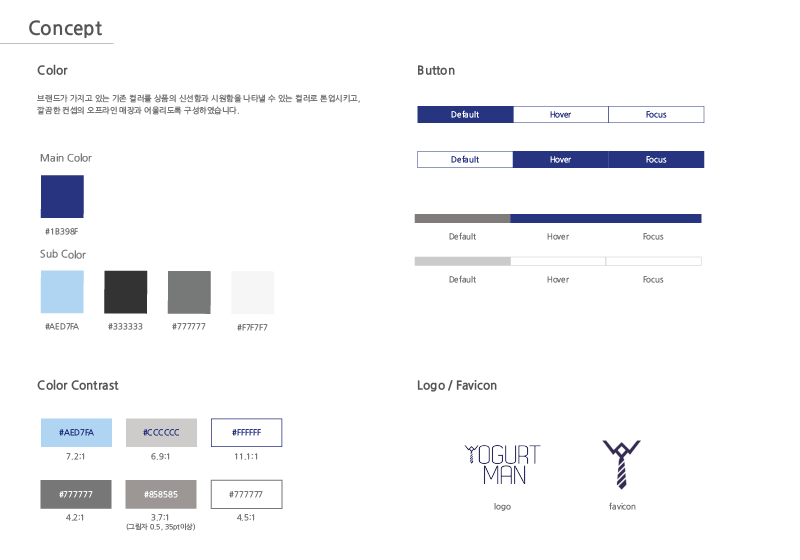 Concept
Color
브랜드가 가지고 있는 기존 컬러를 상품의 신선함과 시원함을 나타낼 수 있는 컬러로 톤업시키고,
깔끔한 컨셉의 오프라인 매장과 어울리도록 구성하였습니다.
Main Color
#1B398F
Sub Color
#AED7FA #333333 #777777 #F7F7F7
Button
Default Hover Focus
Default Hover Focus
Default Hover Focus
Default Hover Focus
Color Contrast
#AED7FA #CCCCCC #FFFFFF
7.2:1 6.9:1 11.1:1
#777777 #858585 #777777
4.2:1 3.7:1 4.5:1
(그림자 0.5, 35pt이상)
Logo / Favicon
YOGURT
MAN
logo favicon